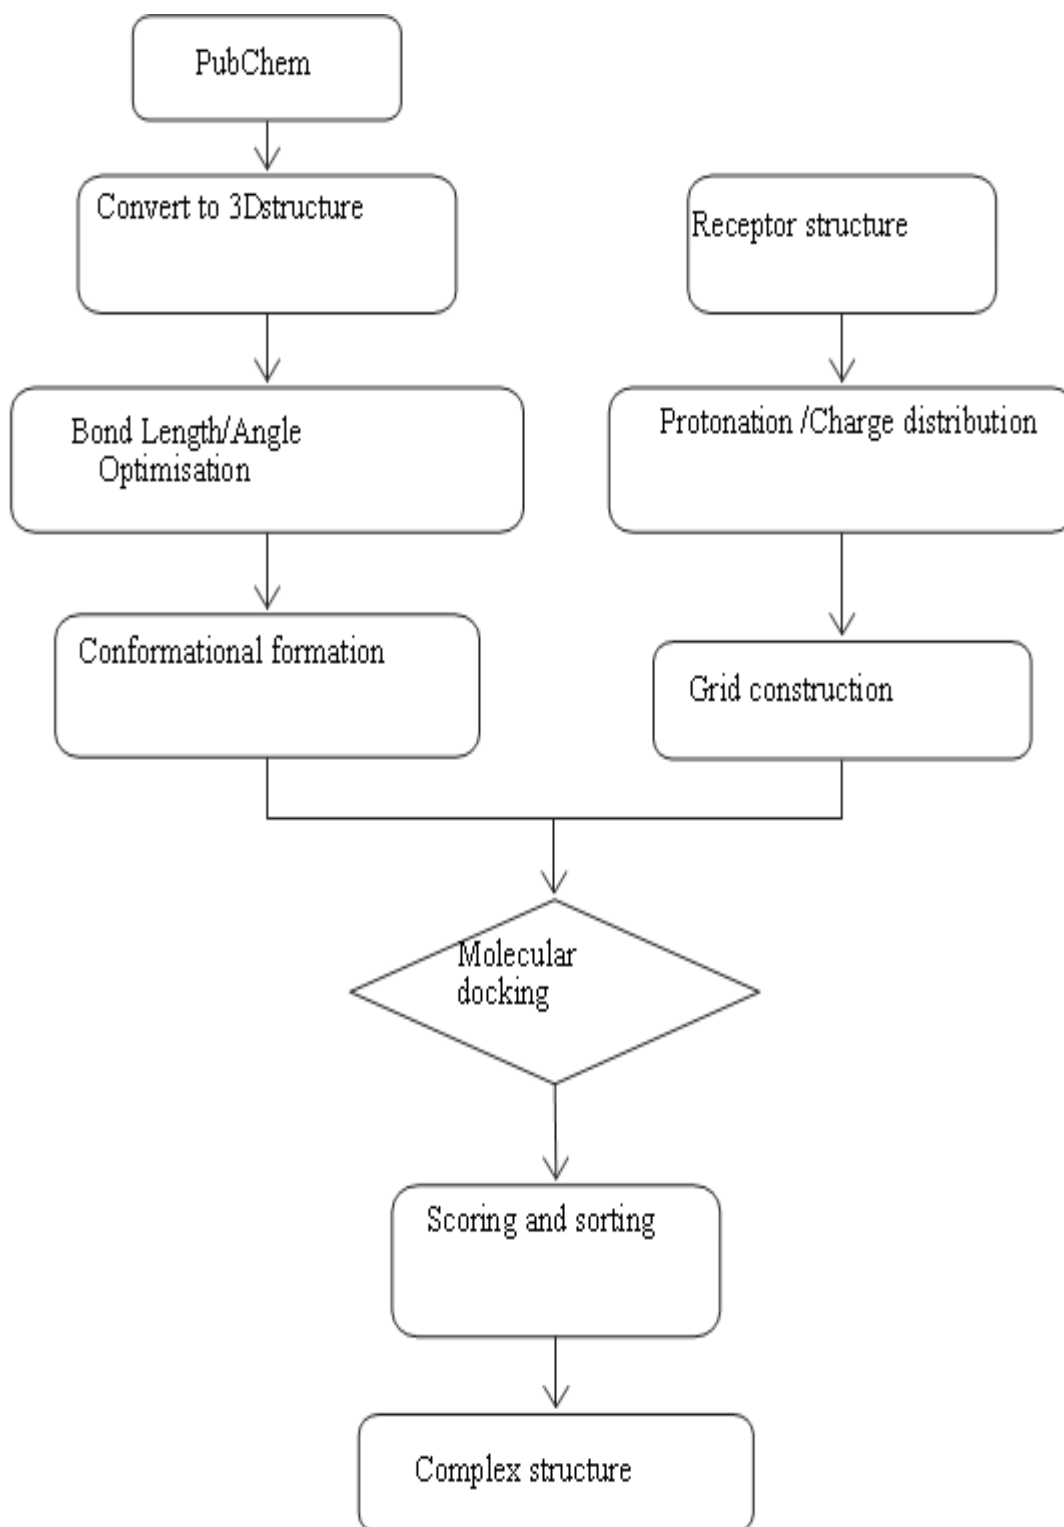 PubChem
Convert to 3Dstructure
Receptor structure
Bond Length/Angle
Optimisation
Protonation /Charge distribution
Conformácional formation
Grid construction
Molecular
docking
Scoring and sorting
Complex structure